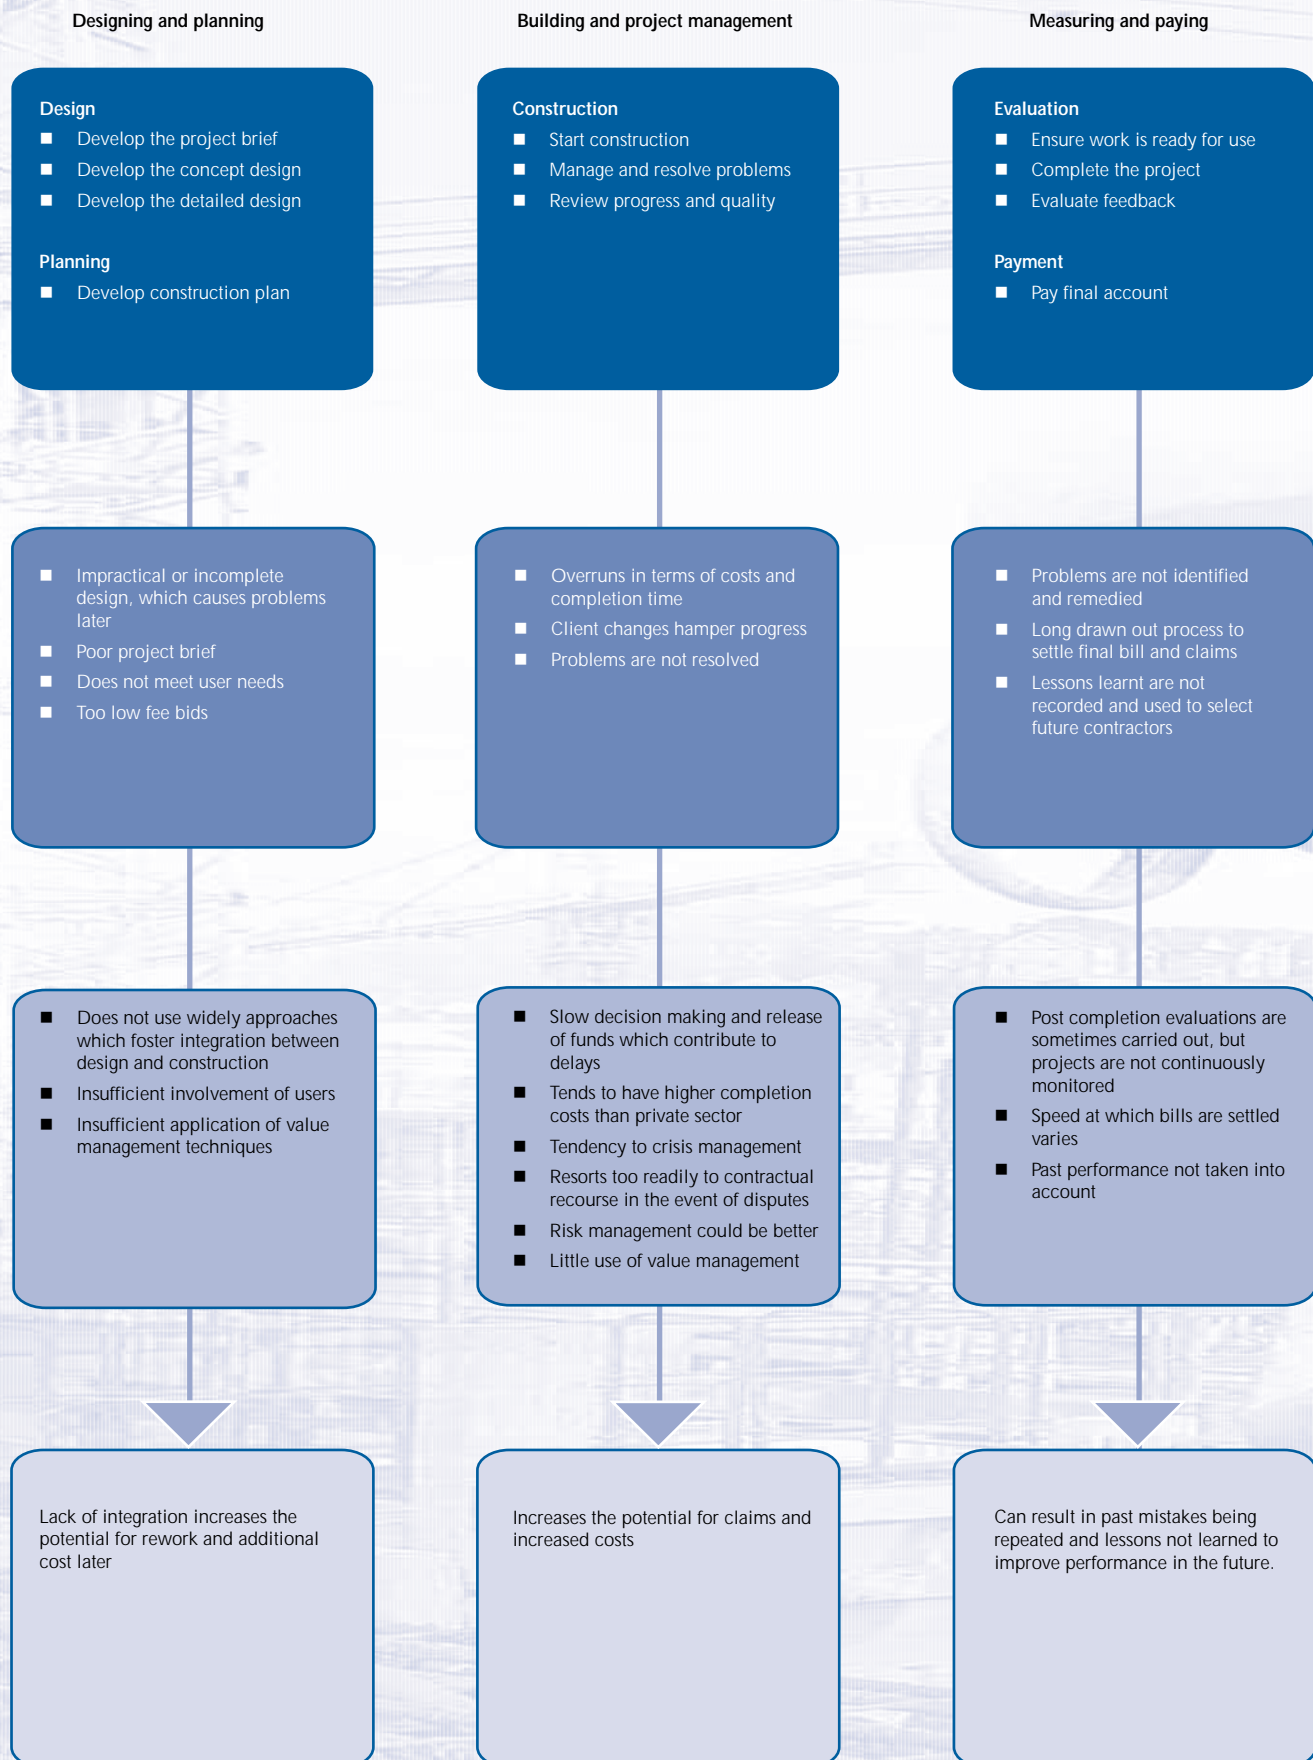 Designing and planning
Building and project management
Measuring and paying
Design
■ Develop the project brief
■ Develop the concept design
■ Develop the detailed design
Planning
■ Develop construction plan
Construction
■ Start construction
■ Manage and resolve problems
■ Review progress and quality
Evaluation
■ Ensure work is ready for use
■ Complete the project
■ Evaluate feedback
Payment
■ Pay final account
■ Impractical or incomplete
design, which causes problems
later
■ Poor project brief
■ Does not meet user needs
■ Too low fee bids
■ Overruns in terms of costs and
completion time
■ Client changes hamper progress
■ Problems are not resolved
■ Problems are not identified
and remedied
■ Long drawn out process to
settle final bill and claims
■ Lessons learnt are not
recorded and used to select
future contractors
■ Does not use widely approaches
which foster integration between
design and construction
■ Insufficient involvement of users
■ Insufficient application of value
management techniques
■ Slow decision making and release
of funds which contribute to
delays
■ Tends to have higher completion
costs than private sector
■ Tendency to crisis management
■ Resorts too readily to contractual
recourse in the event of disputes
■ Risk management could be better
■ Little use of value management
■ Post completion evaluations are
sometimes carried out, but
projects are not continuously
monitored
■ Speed at which bills are settled
varies
■ Past performance not taken into
account
Lack of integration increases the
potential for rework and additional
cost later
Increases the potential for claims and
increased costs
Can result in past mistakes being
repeated and lessons not learned to
improve performance in the future.